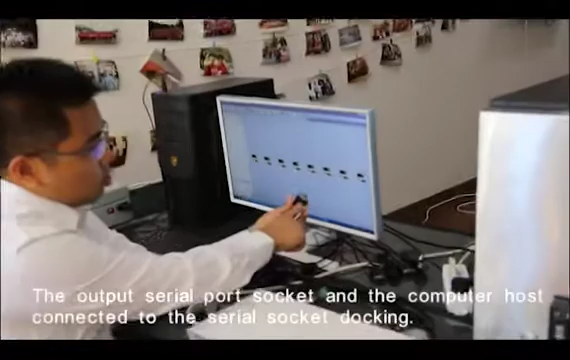 The output serial port socket and the computer host
connected to the serial socket docking.